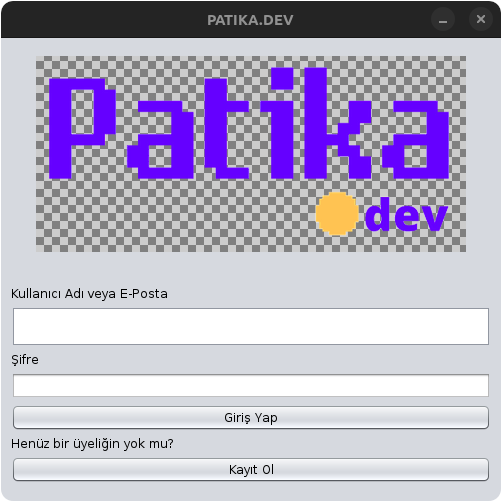 PATIKA.DEV
Patika
dev
Kullanıcı Adı veya E-Posta
Şifre
Giriş Yap
Henüz bir üyeliğin yok mu?
Kayıt Ol